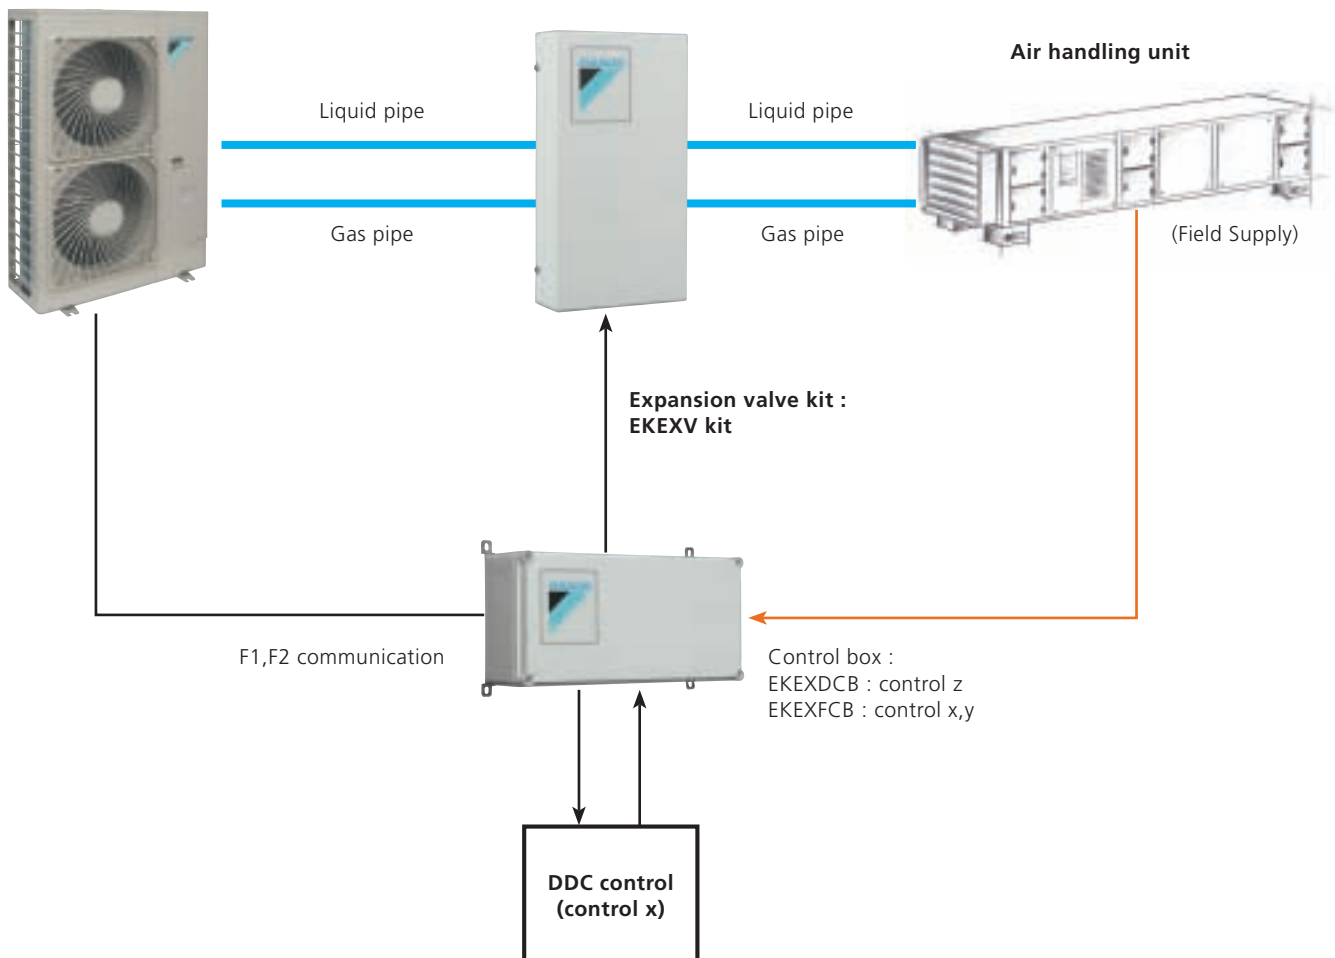 Air handling unit
Liquid pipe
Liquid pipe
Gas pipe
Gas pipe
(Field Supply)
Expansion valve kit :
EKEXV kit
F1,F2 communication
Control box :
EKEXDCB : control z
EKEXFCB : control x,y
DDC control
(control x)